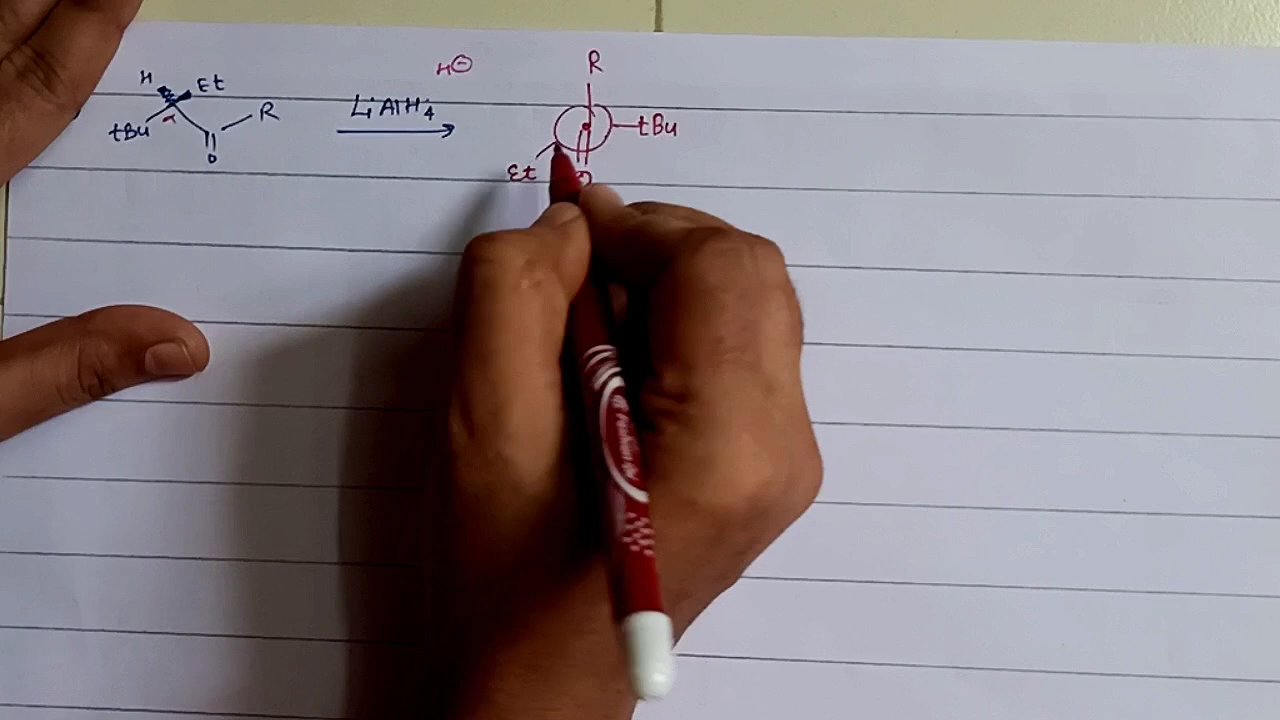 H Et
tBu R
O
LiAlH4
H⊖
R
tBu
Et
O